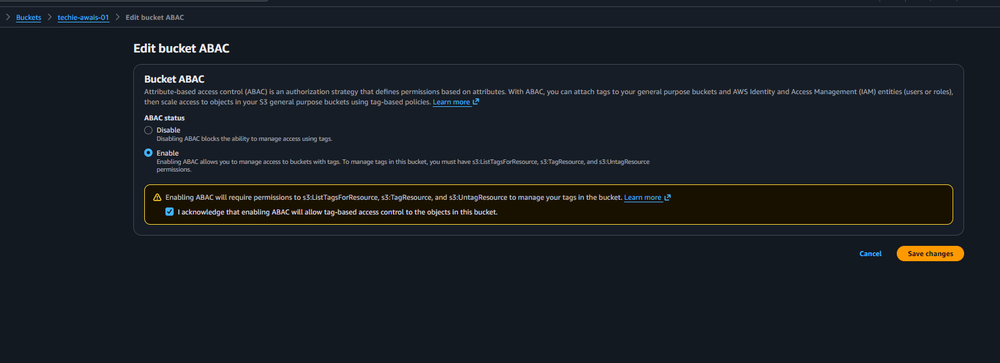 Buckets > techie-awais-01 > Edit bucket ABAC
Edit bucket ABAC
Bucket ABAC
Attribute-based access control (ABAC) is an authorization strategy that defines permissions based on attributes. With ABAC, you can attach tags to your general purpose buckets and AWS Identity and Access Management (IAM) entities (users or roles),
then scale access to objects in your S3 general purpose buckets using tag-based policies. Learn more
ABAC status
Disable
Disabling ABAC blocks the ability to manage access using tags.
Enable
Enabling ABAC allows you to manage access to buckets with tags. To manage tags in this bucket, you must have s3:ListTagsForResource, s3:TagResource, and s3:UntagResource
permissions.
Enabling ABAC will require permissions to s3:ListTagsForResource, s3:TagResource, and s3:UntagResource to manage your tags in the bucket. Learn more
I acknowledge that enabling ABAC will allow tag-based access control to the objects in this bucket.
Cancel Save changes